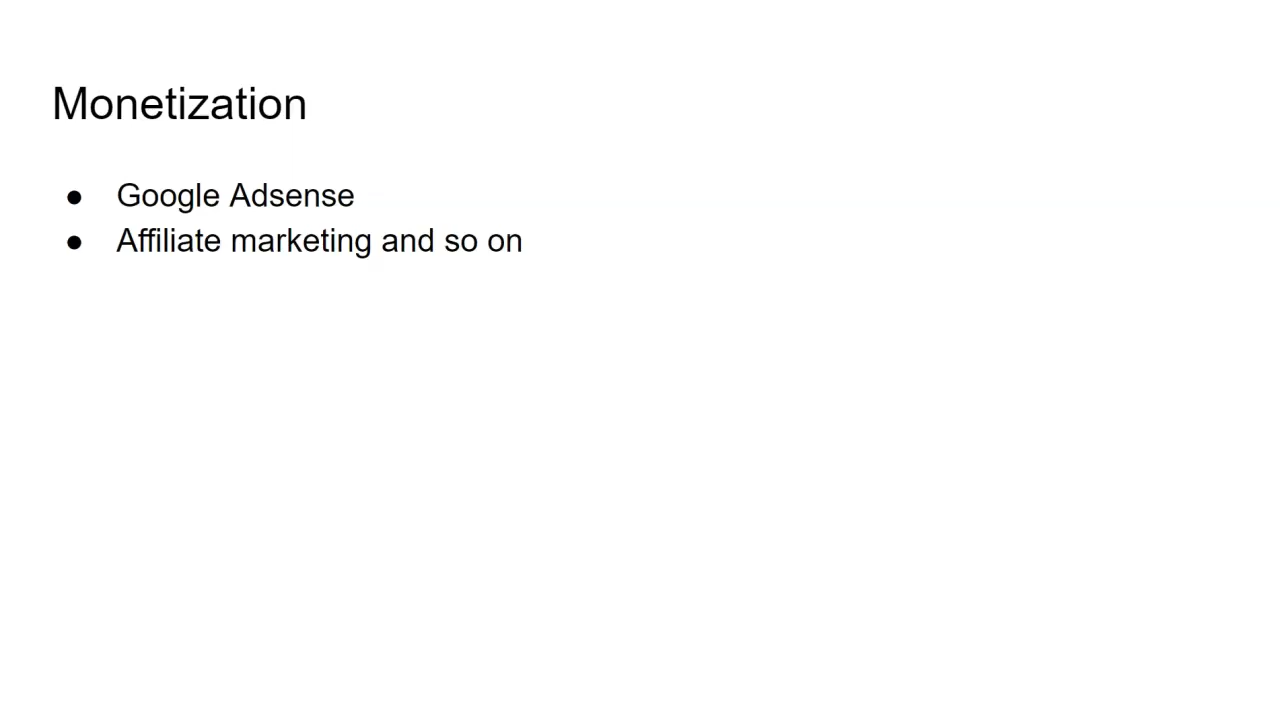 Monetization
● Google Adsense
● Affiliate marketing and so on